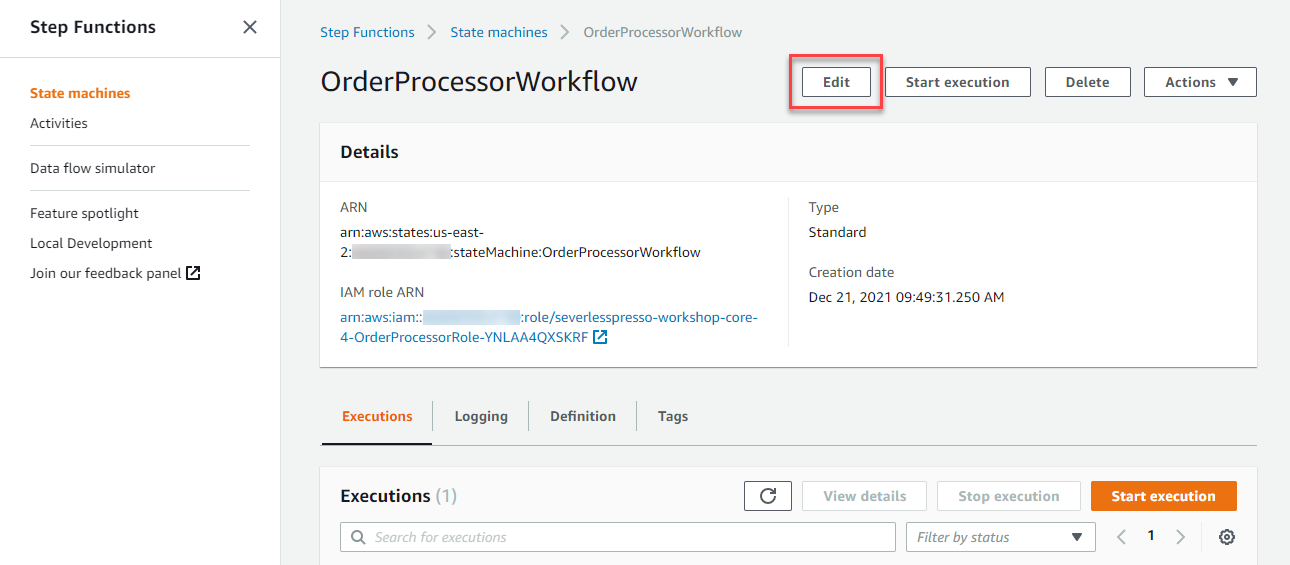 Step Functions
State machines
Activities
Data flow simulator
Feature spotlight
Local Development
Join our feedback panel
Step Functions State machines OrderProcessorWorkflow
OrderProcessorWorkflow
Edit Start execution Delete Actions
Details
ARN
arn:aws:states:us-east-
2: :stateMachine:OrderProcessorWorkflow
IAM role ARN
arn:aws:iam:: :role/severlesspresso-workshop-core-
4-OrderProcessorRole-YNLAA4QXSKRF
Type
Standard
Creation date
Dec 21, 2021 09:49:31.250 AM
Executions Logging Definition Tags
Executions (1) View details Stop execution Start execution
Search for executions Filter by status 1